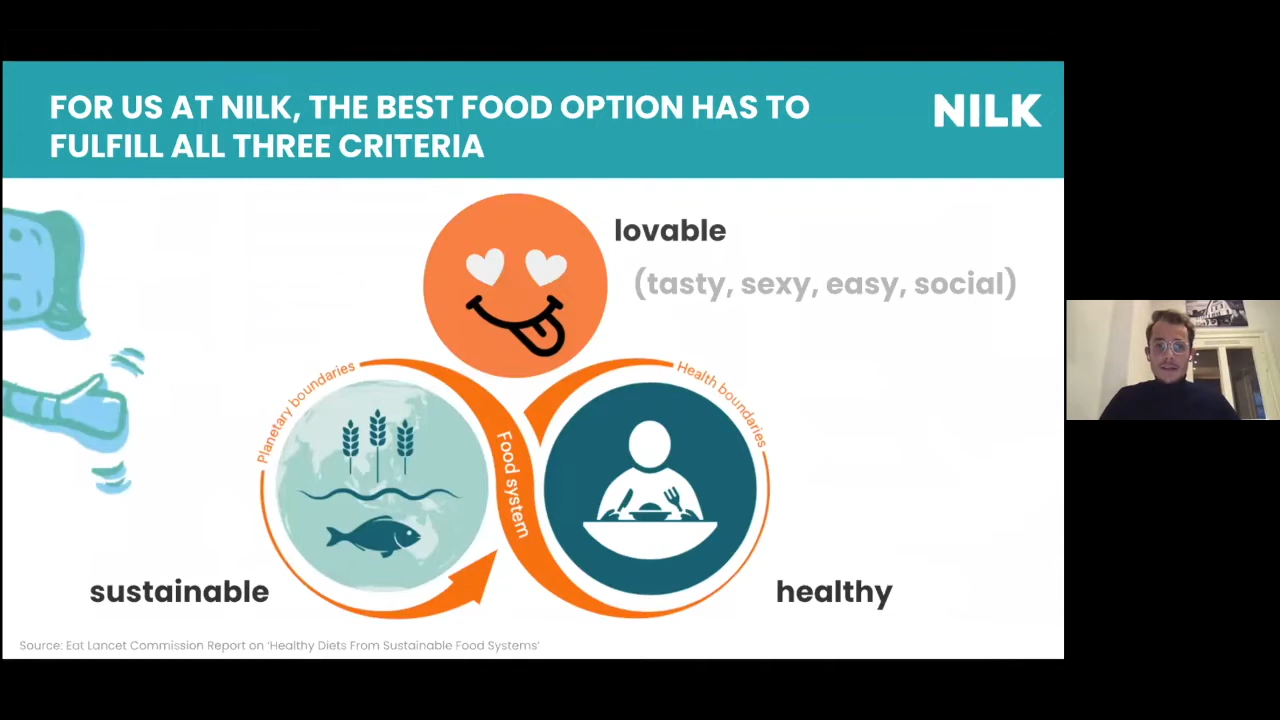 FOR US AT NILK, THE BEST FOOD OPTION HAS TO
FULFILL ALL THREE CRITERIA
NILK
lovable
(tasty, sexy, easy, social)
Planetary boundaries
Food system
Health boundaries
sustainable
healthy
Source: Eat Lancet Commission Report on 'Healthy Diets From Sustainable Food Systems'